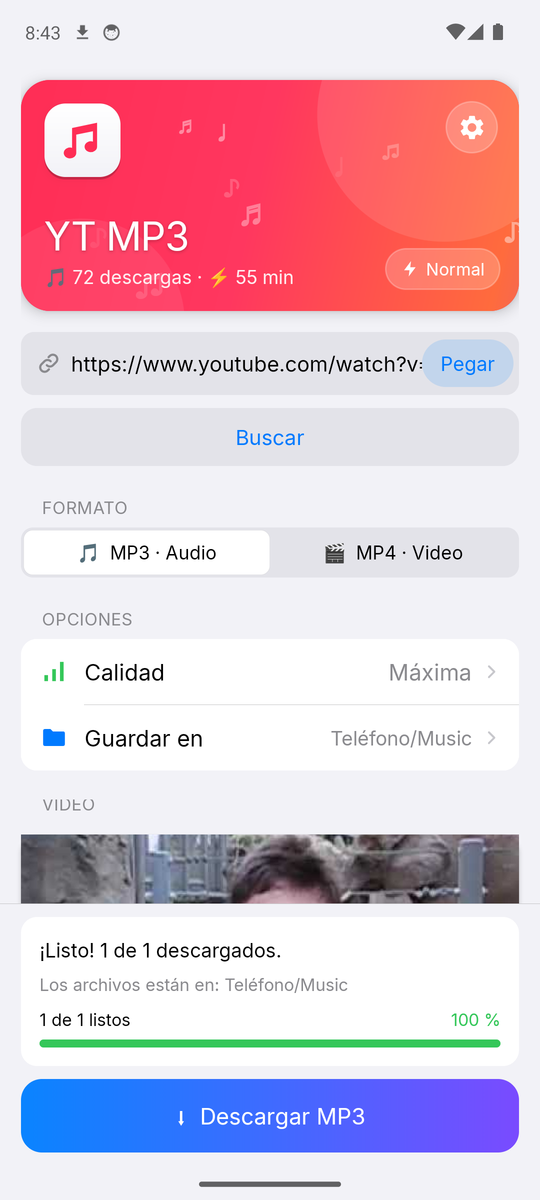 8:43
YT MP3
🎵 72 descargas · ⚡ 55 min
Normal
https://www.youtube.com/watch?v=
Pegar
Buscar
FORMATO
🎵 MP3 · Audio
🎬 MP4 · Video
OPCIONES
Calidad
Máxima
Guardar en
Teléfono/Music
VIDEO
¡Listo! 1 de 1 descargados.
Los archivos están en: Teléfono/Music
1 de 1 listos
100 %
⭳ Descargar MP3